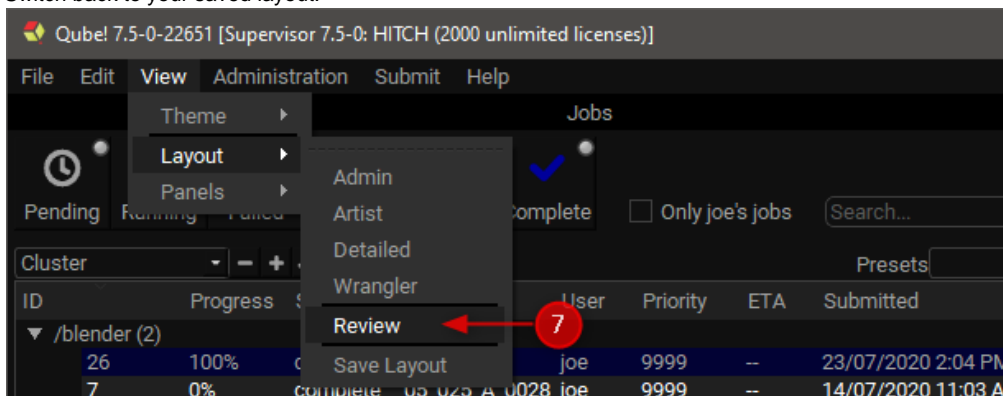 Switch back to your saved layout.
Qube! 7.5-0-22651 [Supervisor 7.5-0: HITCH (2000 unlimited licenses)]
File Edit View Administration Submit Help
Jobs
Theme
Layout
Panels
Admin
Artist
Detailed
Wrangler
Review
Save Layout
7
Pending Running Failed Complete Only joe's jobs Search...
Cluster Presets
ID Progress User Priority ETA Submitted
/blender (2)
26 100% joe 9999 -- 23/07/2020 2:04 PM
7 0% complete 05_025_A_0028 joe 9999 -- 14/07/2020 11:03 A